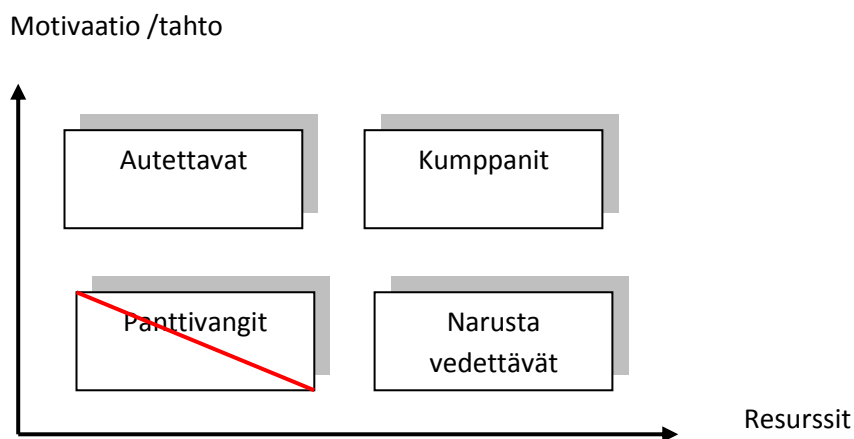 Motivaatio /tahto
Autettavat
Kumppanit
Panttivangit
Narusta
vedettävät
Resurssit